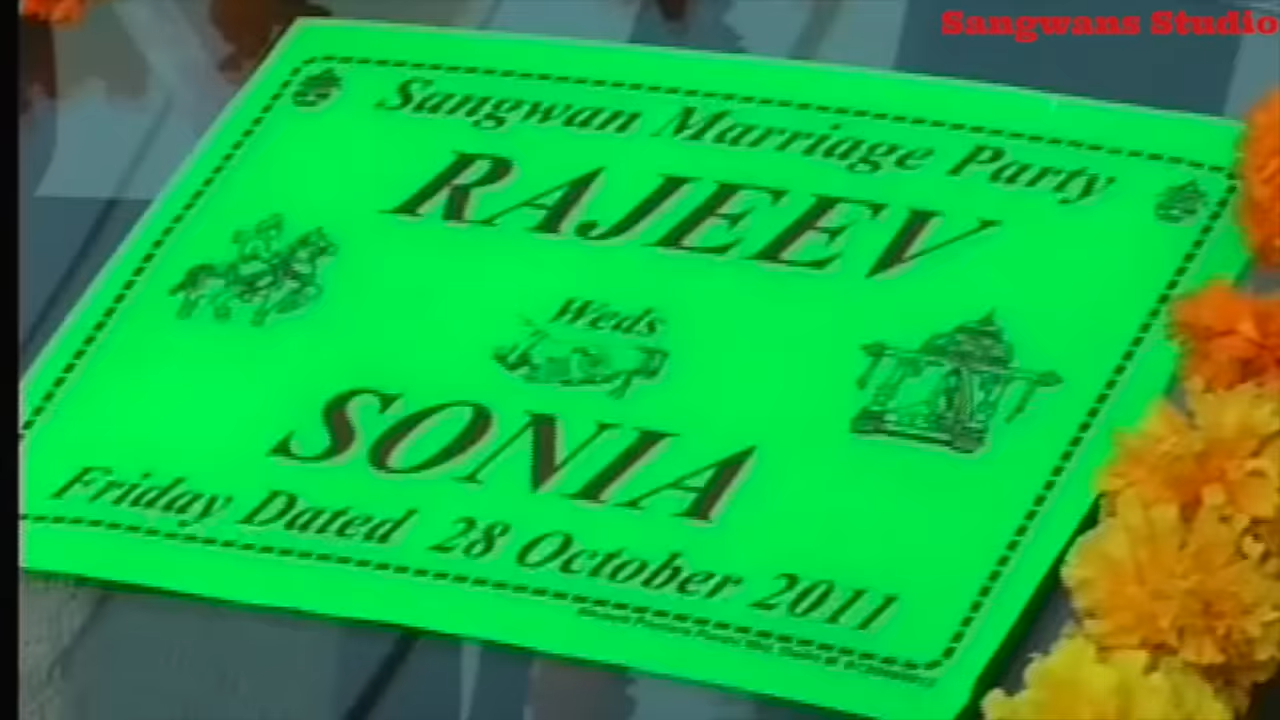 Sangwans Studio
Sangwan Marriage Party
RAJEEV
Weds
SONIA
Friday Dated 28 October 2011